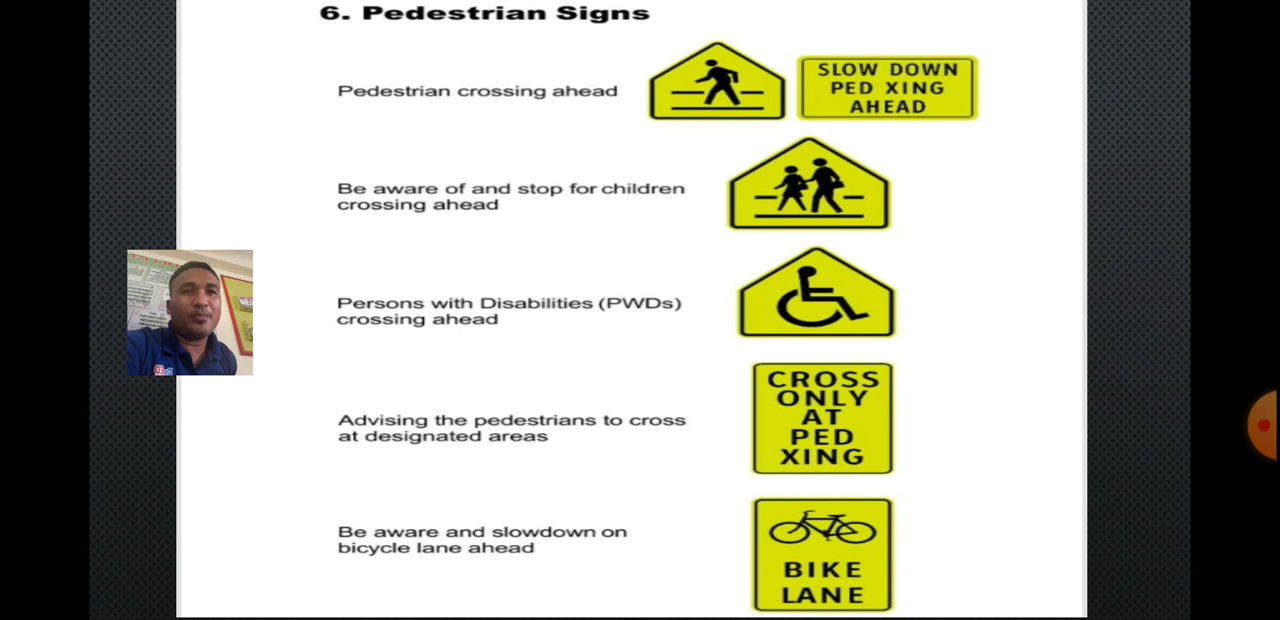 6. Pedestrian Signs
Pedestrian crossing ahead
SLOW DOWN
PED XING
AHEAD
Be aware of and stop for children
crossing ahead
Persons with Disabilities (PWDs)
crossing ahead
Advising the pedestrians to cross
at designated areas
CROSS
ONLY
AT
PED
XING
Be aware and slowdown on
bicycle lane ahead
BIKE
LANE